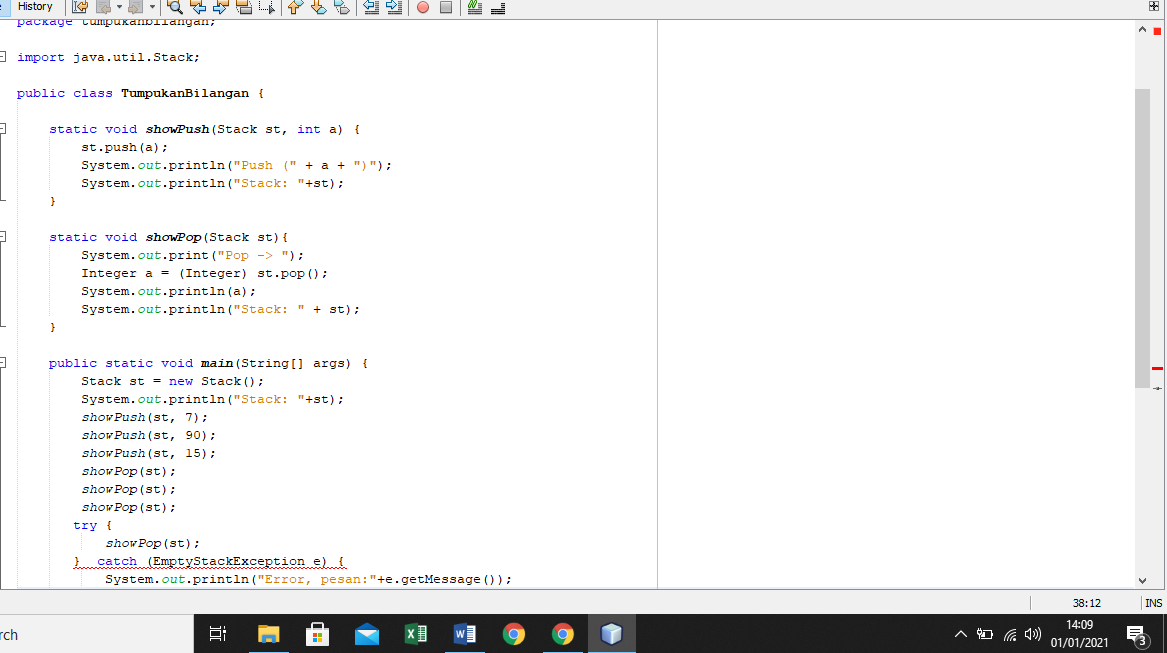 History
package tumpukanbilangan;
import java.util.Stack;
public class TumpukanBilangan {
static void showPush(Stack st, int a) {
st.push(a);
System.out.println("Push (" + a + ")");
System.out.println("Stack: "+st);
}
static void showPop(Stack st){
System.out.print("Pop -> ");
Integer a = (Integer) st.pop();
System.out.println(a);
System.out.println("Stack: " + st);
}
public static void main(String[] args) {
Stack st = new Stack();
System.out.println("Stack: "+st);
showPush(st, 7);
showPush(st, 90);
showPush(st, 15);
showPop(st);
showPop(st);
showPop(st);
try {
showPop(st);
} catch (EmptyStackException e) {
System.out.println("Error, pesan:"+e.getMessage());
38:12 INS
rch
14:09
01/01/2021
3